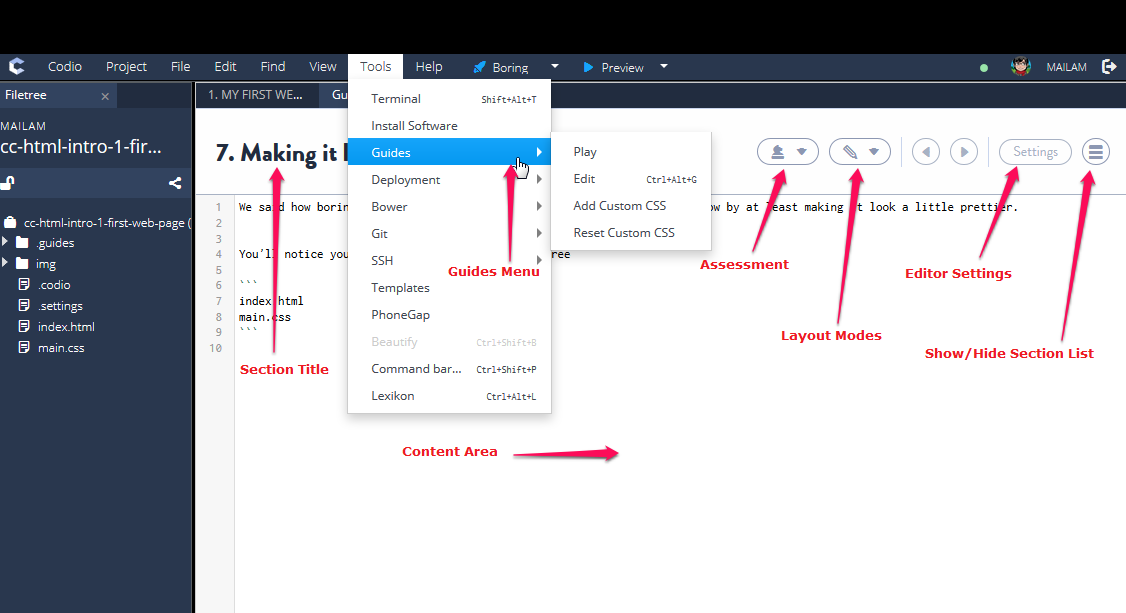 Codio Project File Edit Find View Tools Help Boring Preview MAILAM
Filetree
1. MY FIRST WE... Gu
MAILAM
cc-html-intro-1-fir...
cc-html-intro-1-first-web-page (
.guides
img
.codio
.settings
index.html
main.css
7. Making it
Terminal Shift+Alt+T
Install Software
Guides
Deployment
Bower
Git
SSH
Templates
PhoneGap
Beautify Ctrl+Shift+B
Command bar... Ctrl+Shift+P
Lexikon Ctrl+Alt+L
Play
Edit Ctrl+Alt+G
Add Custom CSS
Reset Custom CSS
Settings
1 We said how borin ow by at least making it look a little prettier.
2
3
4 You'll notice you ree
5
6 ```
7 index.html
8 main.css
9 ```
10
Guides Menu
Assessment
Editor Settings
Layout Modes
Show/Hide Section List
Section Title
Content Area